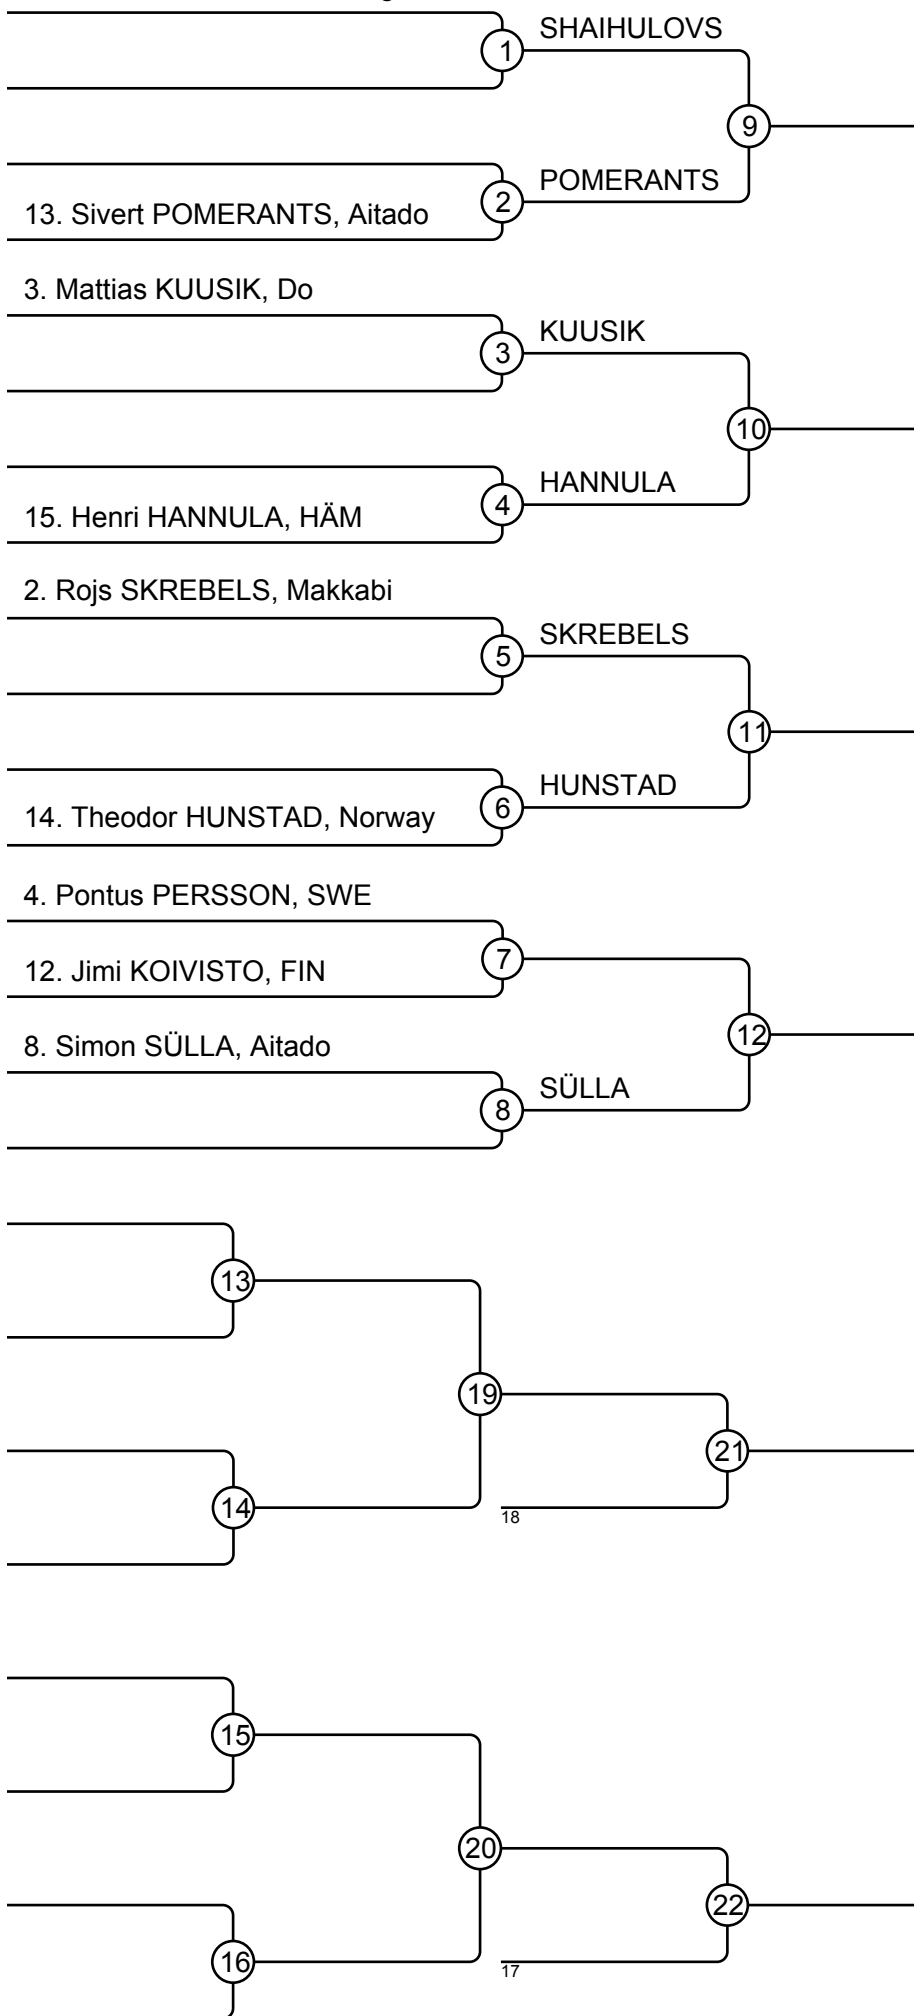 SHAIHULOVS
1
9
POMERANTS
2
13. Sivert POMERANTS, Aitado
3. Mattias KUUSIK, Do
KUUSIK
3
10
HANNULA
4
15. Henri HANNULA, HÄM
2. Rojs SKREBELS, Makkabi
SKREBELS
5
11
HUNSTAD
6
14. Theodor HUNSTAD, Norway
4. Pontus PERSSON, SWE
7
12. Jimi KOIVISTO, FIN
12
8. Simon SÜLLA, Aitado
SÜLLA
8
13
19
21
14
18
15
20
22
16
17